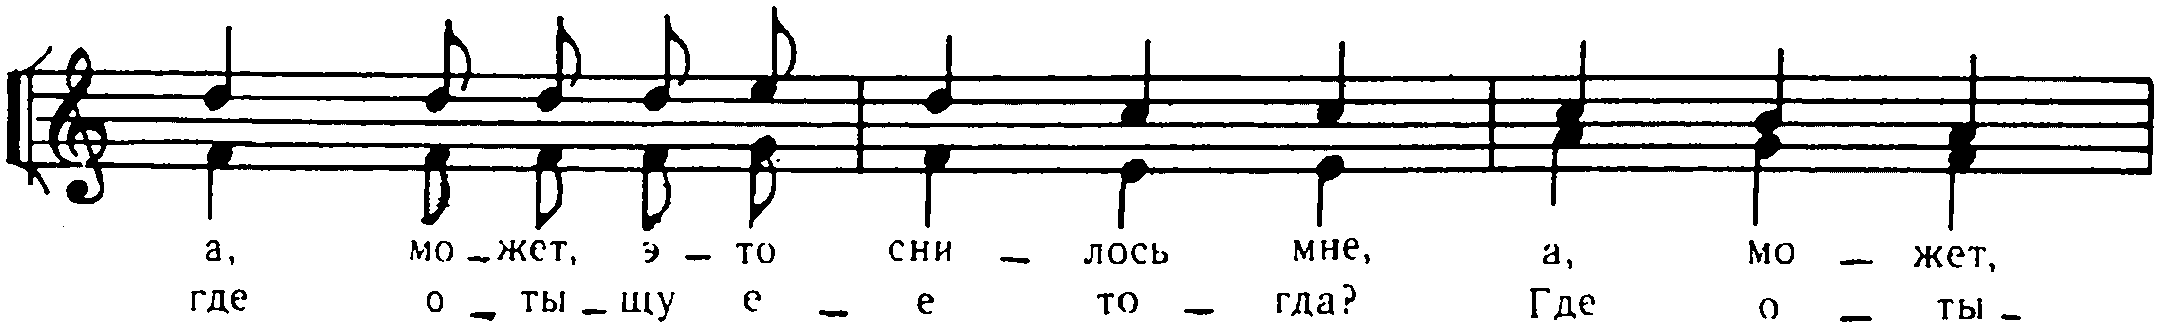 а, мо - жет, э - то сни - лось мне, а, мо - жет,
где о - ты - щу е - е то - гда? Где о - ты -